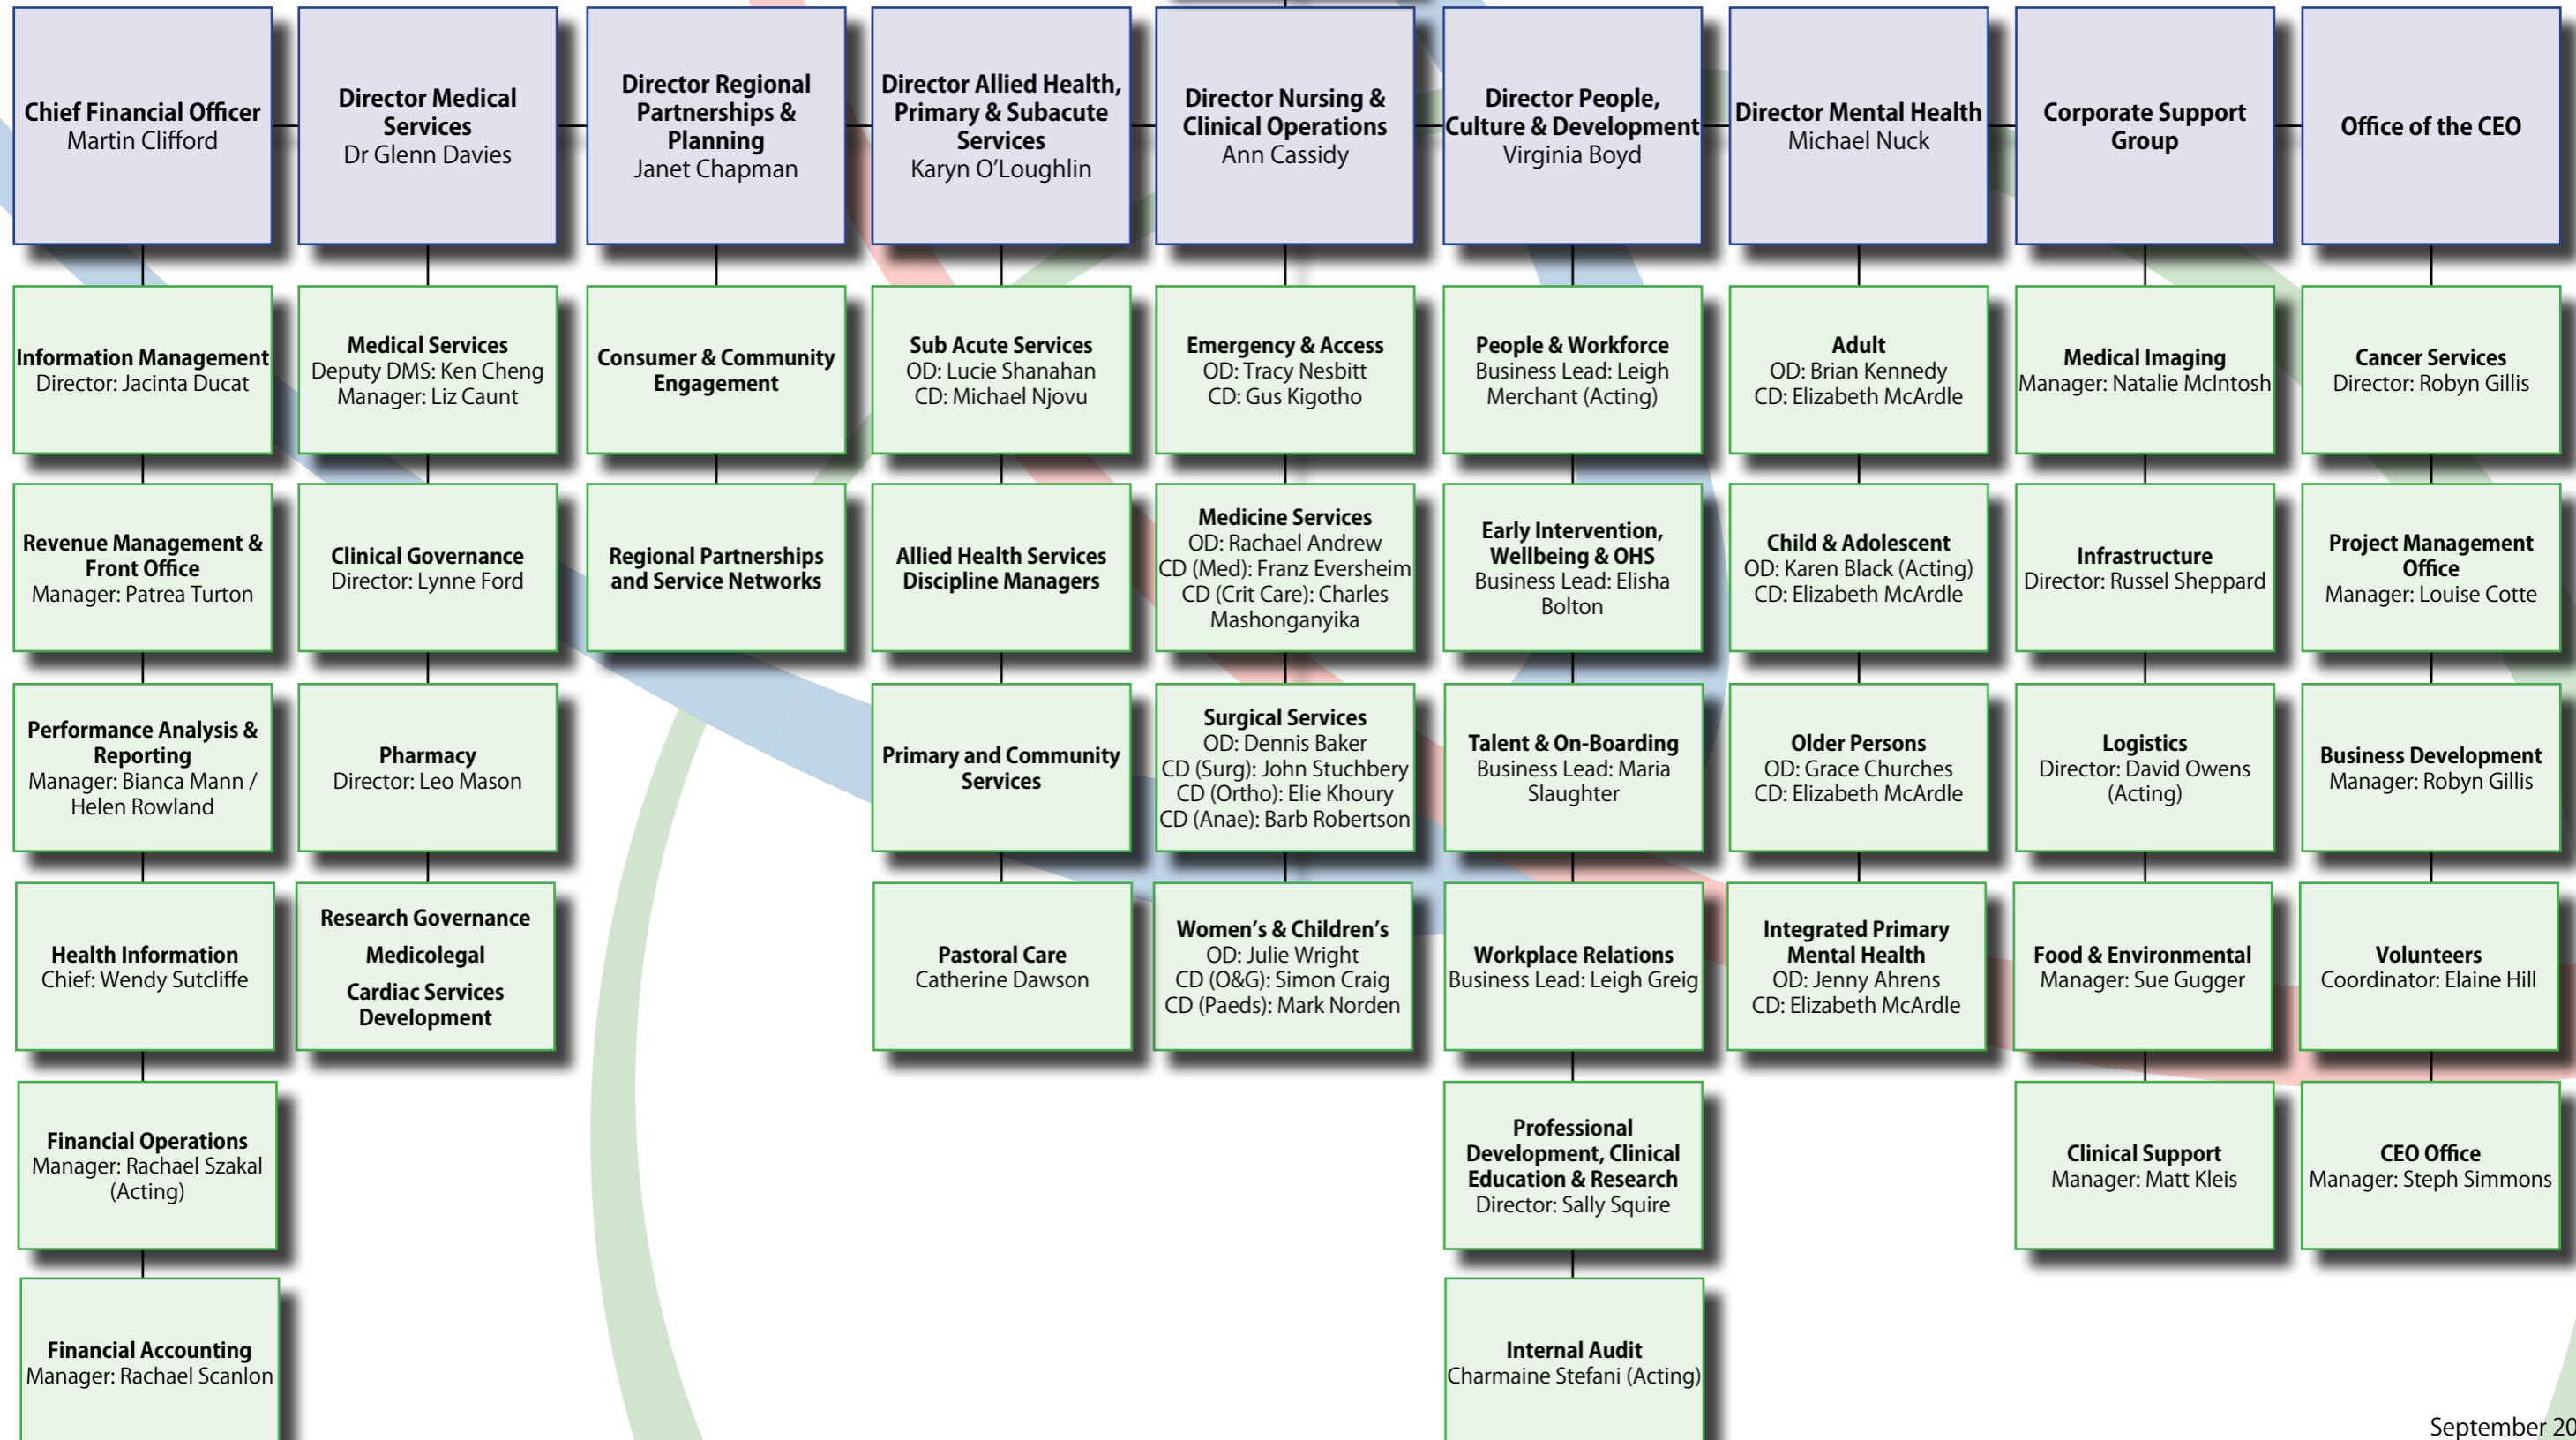 Chief Financial Officer
Martin Clifford
Director Medical
Services
Dr Glenn Davies
Director Regional
Partnerships &
Planning
Janet Chapman
Director Allied Health,
Primary & Subacute
Services
Karyn O'Loughlin
Director Nursing &
Clinical Operations
Ann Cassidy
Director People,
Culture & Development
Virginia Boyd
Director Mental Health
Michael Nuck
Corporate Support
Group
Office of the CEO
Information Management
Director: Jacinta Ducat
Medical Services
Deputy DMS: Ken Cheng
Manager: Liz Caunt
Consumer & Community
Engagement
Sub Acute Services
OD: Lucie Shanahan
CD: Michael Njovu
Emergency & Access
OD: Tracy Nesbitt
CD: Gus Kigotho
People & Workforce
Business Lead: Leigh
Merchant (Acting)
Adult
OD: Brian Kennedy
CD: Elizabeth McArdle
Medical Imaging
Manager: Natalie McIntosh
Cancer Services
Director: Robyn Gillis
Revenue Management &
Front Office
Manager: Patrea Turton
Clinical Governance
Director: Lynne Ford
Regional Partnerships
and Service Networks
Allied Health Services
Discipline Managers
Medicine Services
OD: Rachael Andrew
CD (Med): Franz Eversheim
CD (Crit Care): Charles
Mashonganyika
Early Intervention,
Wellbeing & OHS
Business Lead: Elisha
Bolton
Child & Adolescent
OD: Karen Black (Acting)
CD: Elizabeth McArdle
Infrastructure
Director: Russel Sheppard
Project Management
Office
Manager: Louise Cotte
Performance Analysis &
Reporting
Manager: Bianca Mann /
Helen Rowland
Pharmacy
Director: Leo Mason
Primary and Community
Services
Surgical Services
OD: Dennis Baker
CD (Surg): John Stuchbery
CD (Ortho): Elie Khoury
CD (Anae): Barb Robertson
Talent & On-Boarding
Business Lead: Maria
Slaughter
Older Persons
OD: Grace Churches
CD: Elizabeth McArdle
Logistics
Director: David Owens
(Acting)
Business Development
Manager: Robyn Gillis
Health Information
Chief: Wendy Sutcliffe
Research Governance
Medicolegal
Cardiac Services
Development
Pastoral Care
Catherine Dawson
Women's & Children's
OD: Julie Wright
CD (O&G): Simon Craig
CD (Paeds): Mark Norden
Workplace Relations
Business Lead: Leigh Greig
Integrated Primary
Mental Health
OD: Jenny Ahrens
CD: Elizabeth McArdle
Food & Environmental
Manager: Sue Gugger
Volunteers
Coordinator: Elaine Hill
Financial Operations
Manager: Rachael Szakal
(Acting)
Professional
Development, Clinical
Education & Research
Director: Sally Squire
Clinical Support
Manager: Matt Kleis
CEO Office
Manager: Steph Simmons
Financial Accounting
Manager: Rachael Scanlon
Internal Audit
Charmaine Stefani (Acting)
September 20